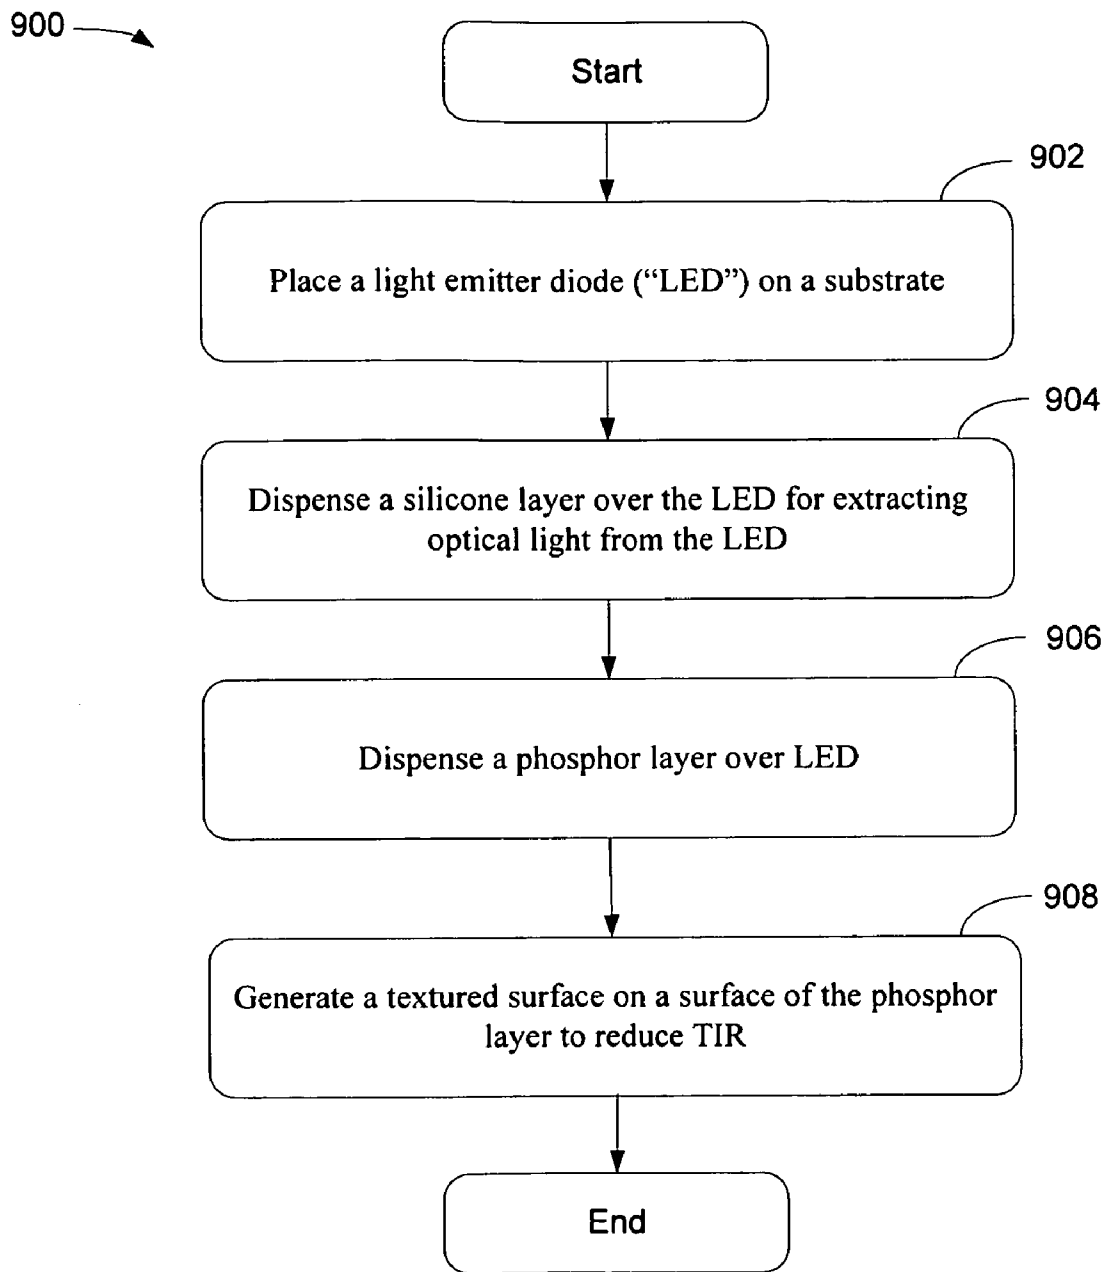 900
Start
902
Place a light emitter diode (“LED”) on a substrate
904
Dispense a silicone layer over the LED for extracting
optical light from the LED
906
Dispense a phosphor layer over LED
908
Generate a textured surface on a surface of the phosphor
layer to reduce TIR
End